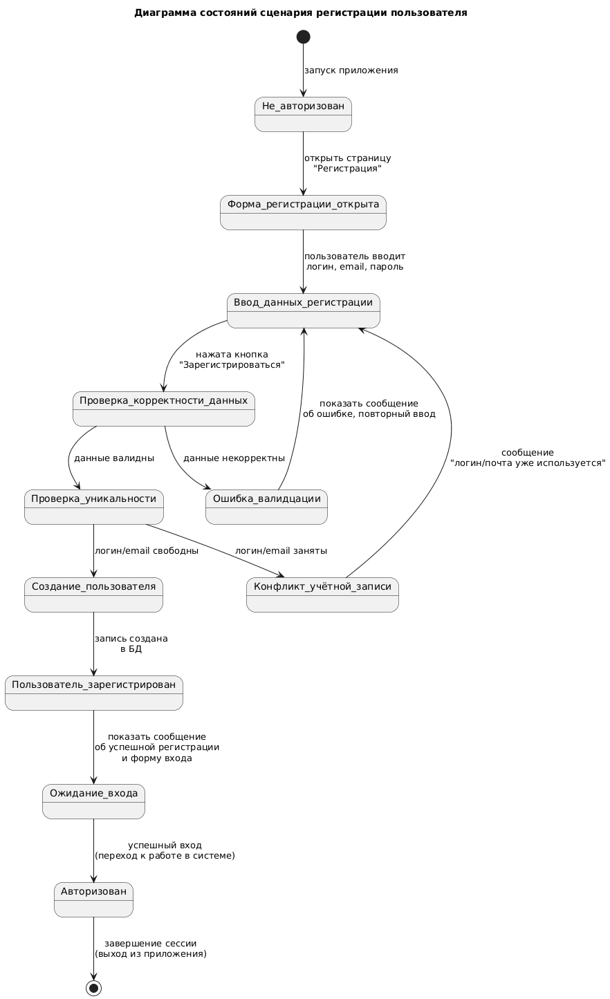 Диаграмма состояний сценария регистрации пользователя
запуск приложения
Не_авторизован
открыть страницу
"Регистрация"
Форма_регистрации_открыта
пользователь вводит
логин, email, пароль
Ввод_данных_регистрации
нажата кнопка
"Зарегистрироваться"
Проверка_корректности_данных
показать сообщение
об ошибке, повторный ввод
сообщение
"логин/почта уже используется"
данные валидны
данные некорректны
Проверка_уникальности
Ошибка_валидцации
логин/email свободны
логин/email заняты
Создание_пользователя
Конфликт_учётной_записи
запись создана
в БД
Пользователь_зарегистрирован
показать сообщение
об успешной регистрации
и форму входа
Ожидание_входа
успешный вход
(переход к работе в системе)
Авторизован
завершение сессии
(выход из приложения)